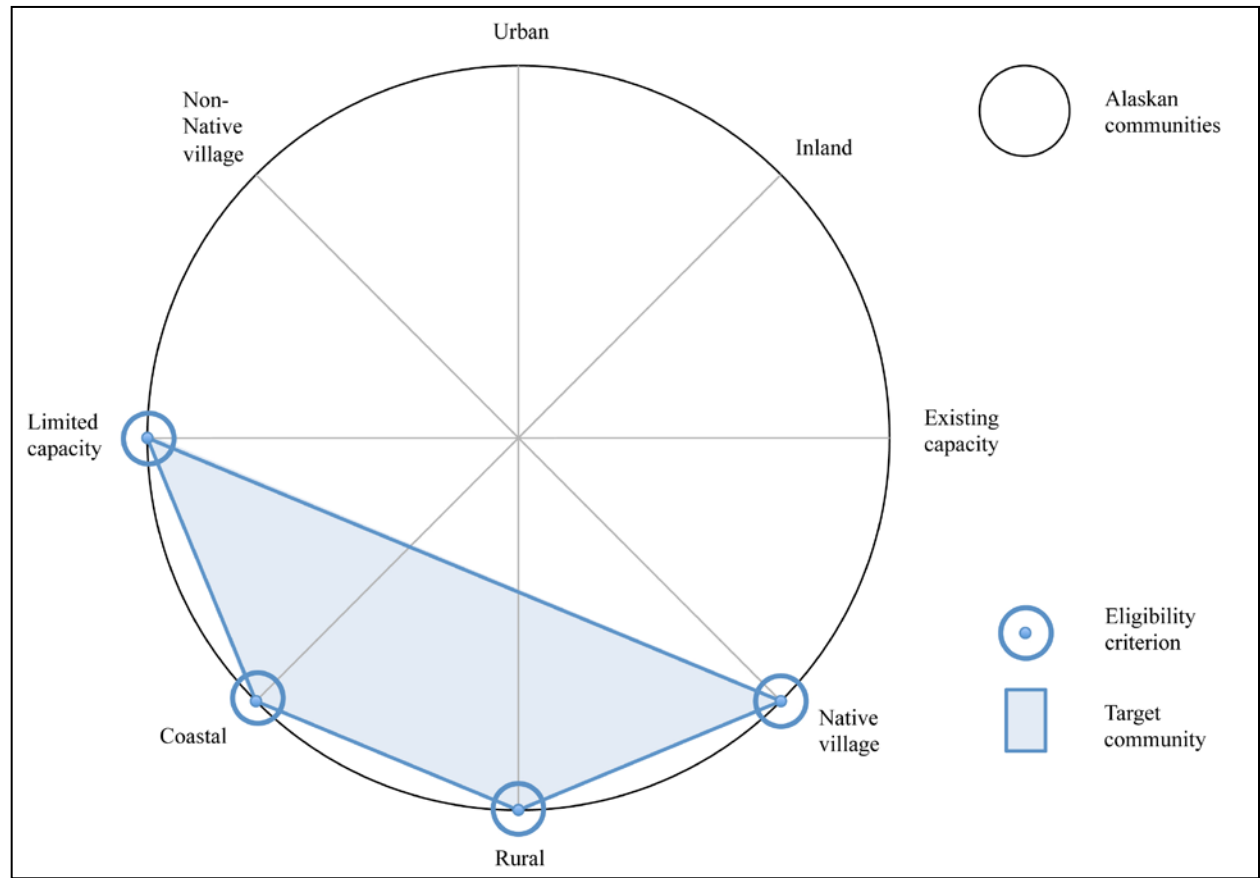 Urban
Non-
Native
village
Inland
Alaskan
communities
Limited
capacity
Existing
capacity
Eligibility
criterion
Coastal
Native
village
Target
community
Rural